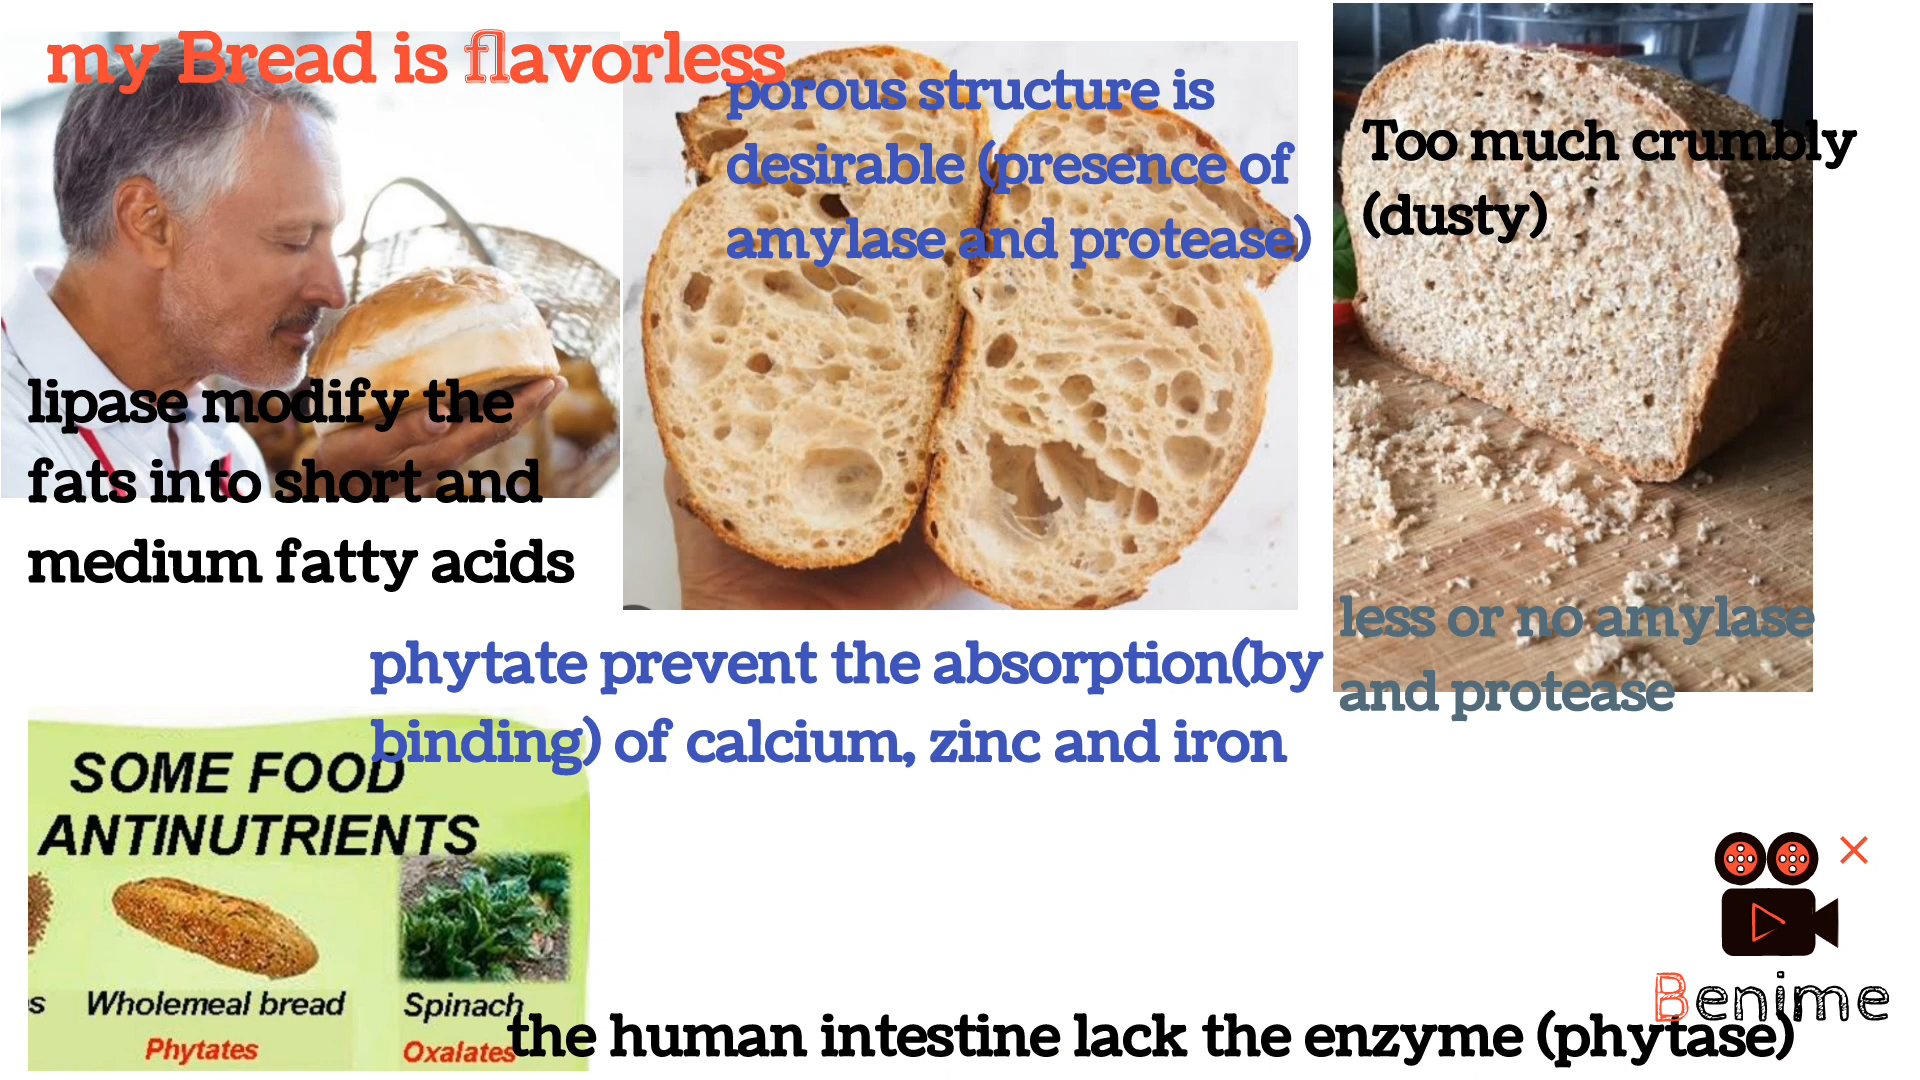 my Bread is flavorless
lipase modify the
fats into short and
medium fatty acids
porous structure is
desirable (presence of
amylase and protease)
Too much crumbly
(dusty)
less or no amylase
and protease
phytate prevent the absorption(by
binding) of calcium, zinc and iron
SOME FOOD
ANTINUTRIENTS
s
Wholemeal bread
Phytates
Spinach
Oxalates
the human intestine lack the enzyme (phytase)
Benime